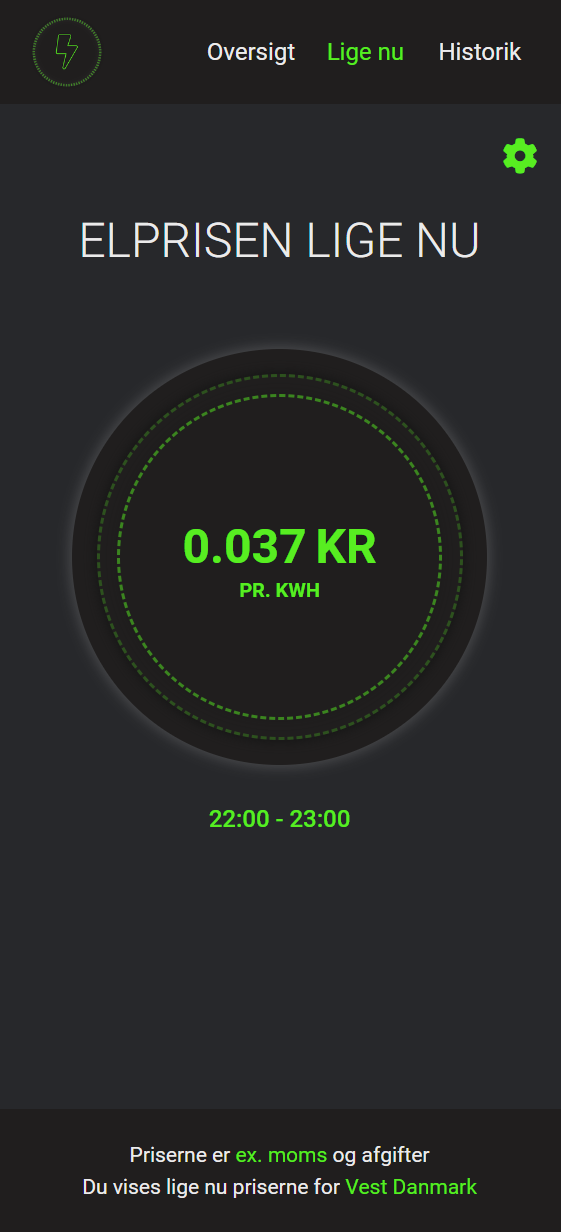 Oversigt Lige nu Historik
ELPRISEN LIGE NU
0.037 KR
PR. KWH
22:00 - 23:00
Priserne er ex. moms og afgifter
Du vises lige nu priserne for Vest Danmark